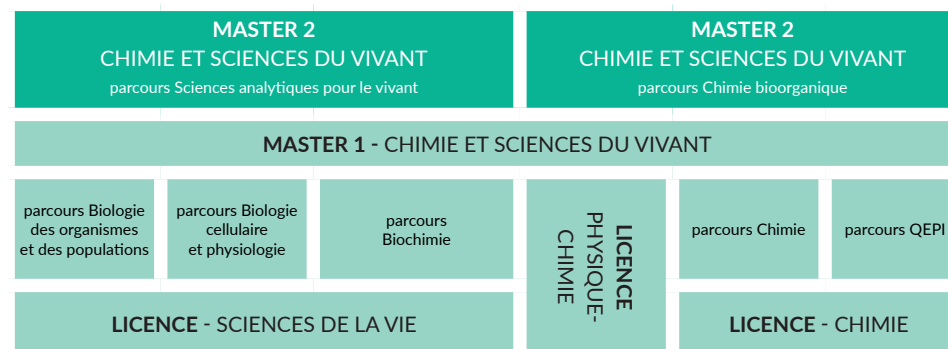 MASTER 2
CHIMIE ET SCIENCES DU VIVANT
parcours Sciences analytiques pour le vivant
MASTER 2
CHIMIE ET SCIENCES DU VIVANT
parcours Chimie bioorganique
MASTER 1 - CHIMIE ET SCIENCES DU VIVANT
parcours Biologie
des organismes
et des populations
parcours Biologie
cellulaire
et physiologie
parcours
Biochimie
LICENCE
PHYSIQUE-
CHIMIE
parcours Chimie
parcours QEPI
LICENCE - SCIENCES DE LA VIE
LICENCE - CHIMIE